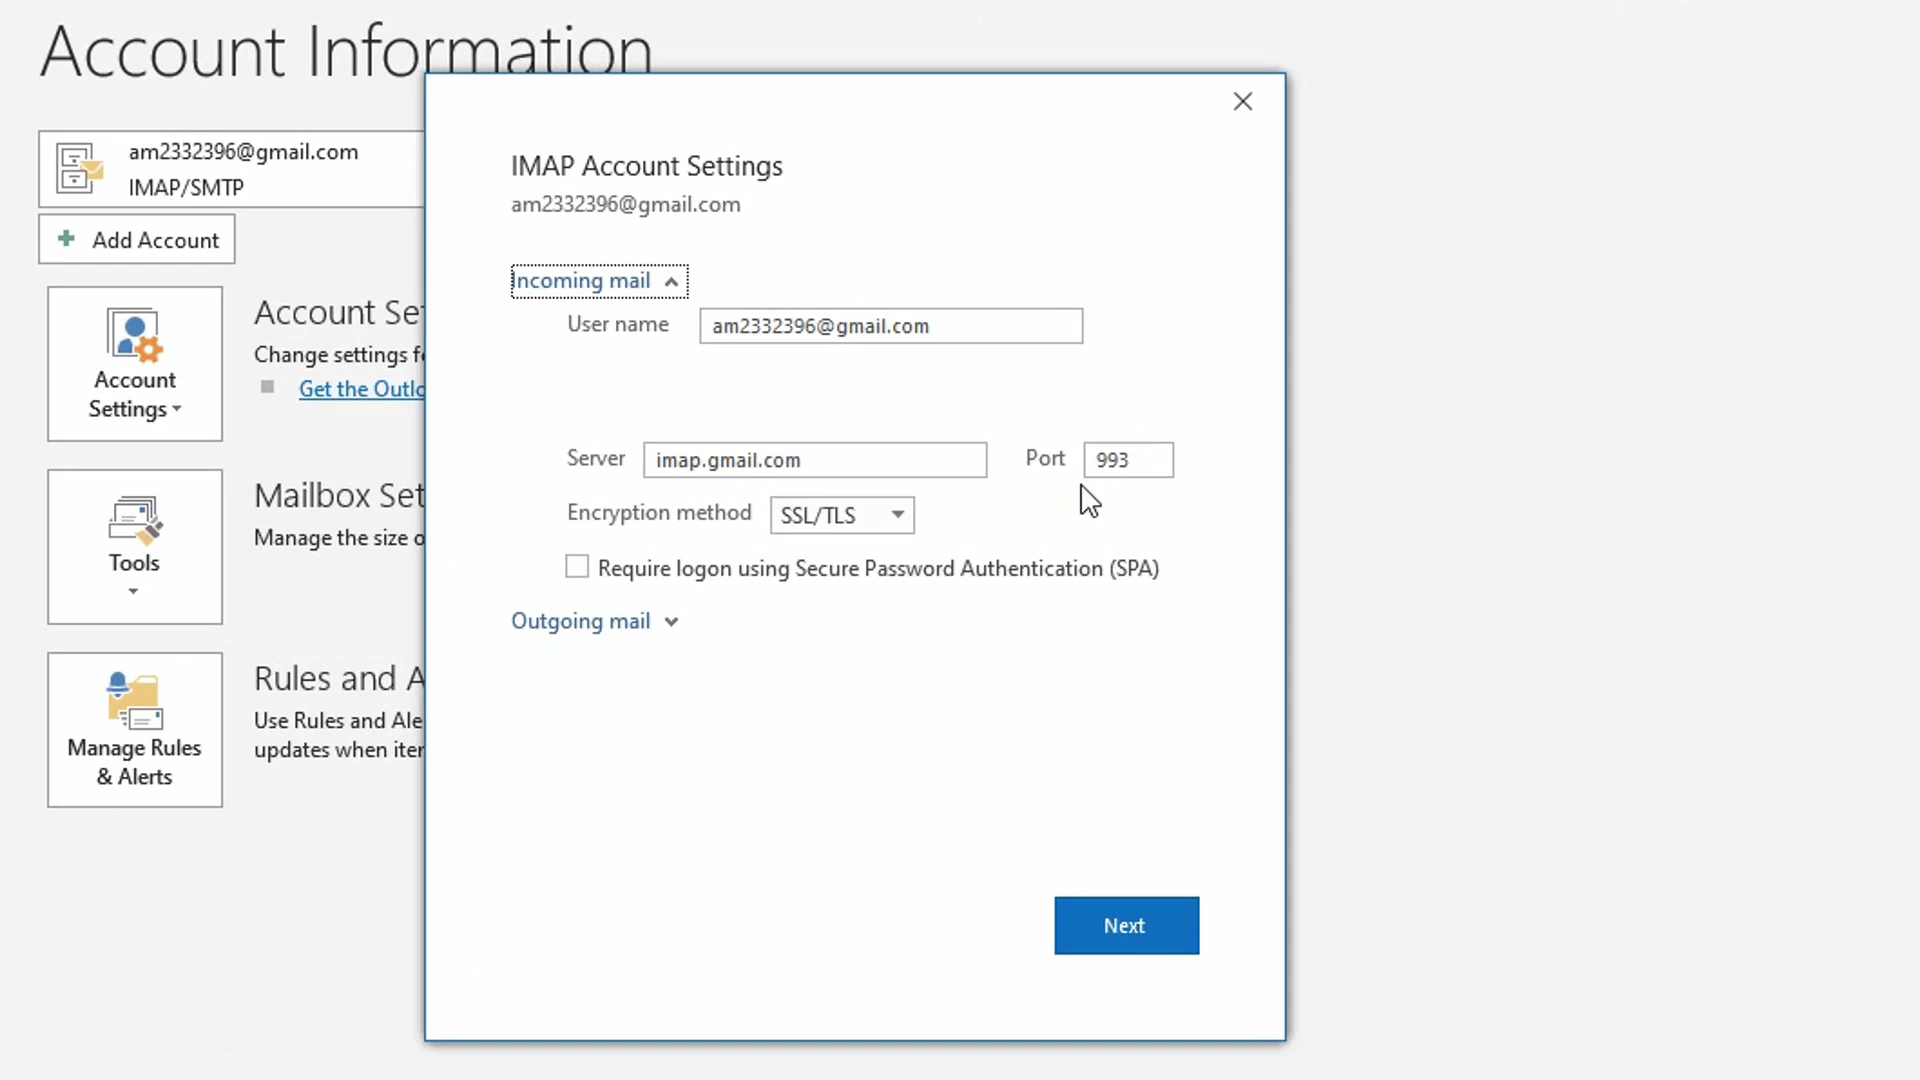 Account Information
am2332396@gmail.com
IMAP/SMTP
Add Account
Account
Settings
Account Set
Change settings f
Get the Outlo
Tools
Mailbox Set
Manage the size o
Manage Rules
& Alerts
Rules and A
Use Rules and Ale
updates when iter
IMAP Account Settings
am2332396@gmail.com
ncoming mail
User name am2332396@gmail.com
Server imap.gmail.com Port 993
Encryption method SSL/TLS
Require logon using Secure Password Authentication (SPA)
Outgoing mail
Next